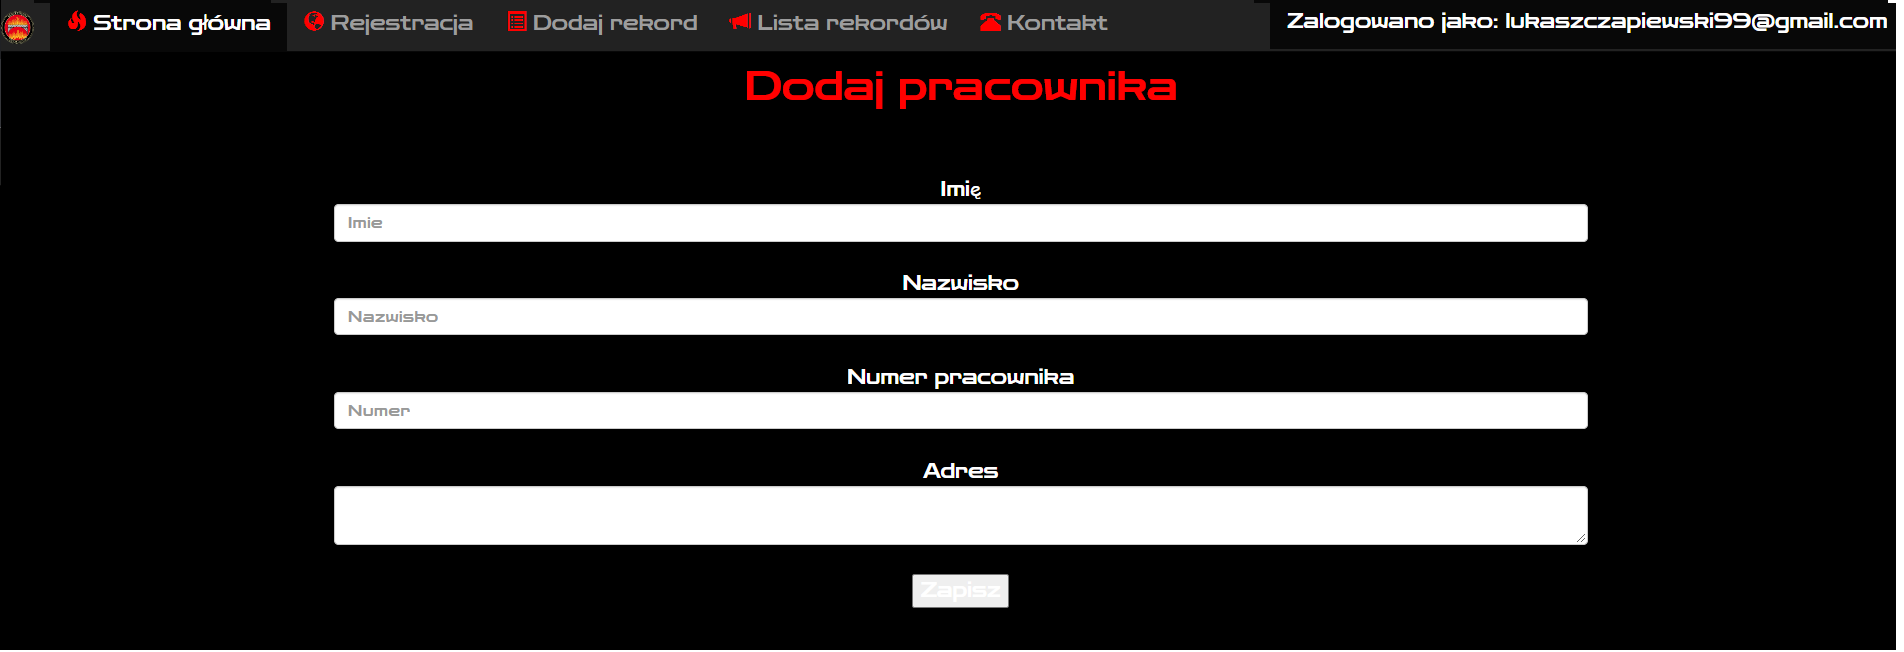 Strona główna Rejestracja Dodaj rekord Lista rekordów Kontakt Zalogowano jako: lukaszczapiewski99@gmail.com
Dodaj pracownika
Imię
Imie
Nazwisko
Nazwisko
Numer pracownika
Numer
Adres
Zapisz